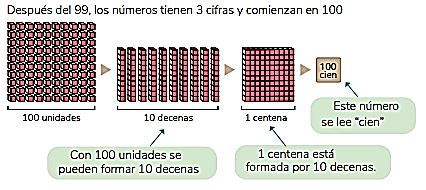 Después del 99, los números tienen 3 cifras y comienzan en 100
100
cien
100 unidades
10 decenas
1 centena
Este número
se lee "cien"
Con 100 unidades se
pueden formar 10 decenas
1 centena está
formada por 10 decenas.